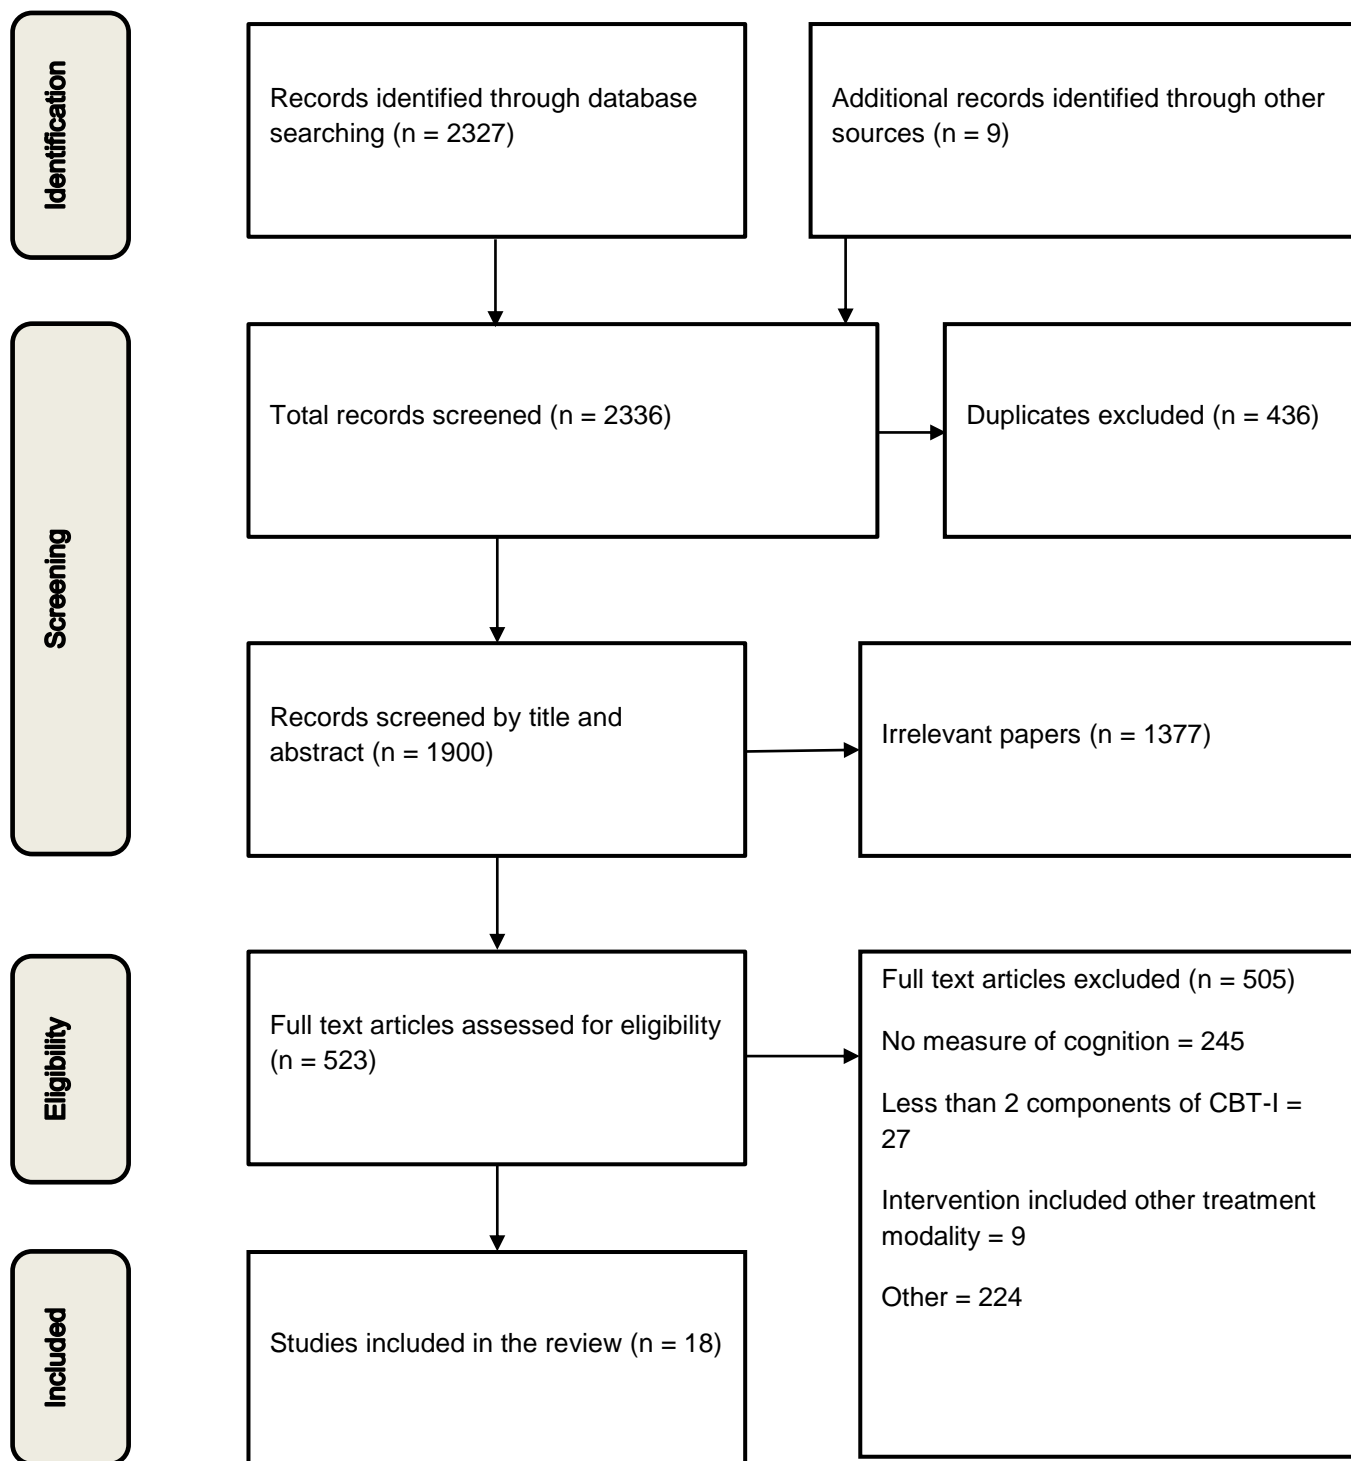 Identification
Records identified through database
searching (n = 2327)
Additional records identified through other
sources (n = 9)
Screening
Total records screened (n = 2336)
Duplicates excluded (n = 436)
Records screened by title and
abstract (n = 1900)
Irrelevant papers (n = 1377)
Eligibility
Full text articles assessed for eligibility
(n = 523)
Full text articles excluded (n = 505)
No measure of cognition = 245
Less than 2 components of CBT-I =
27
Intervention included other treatment
modality = 9
Other = 224
Included
Studies included in the review (n = 18)